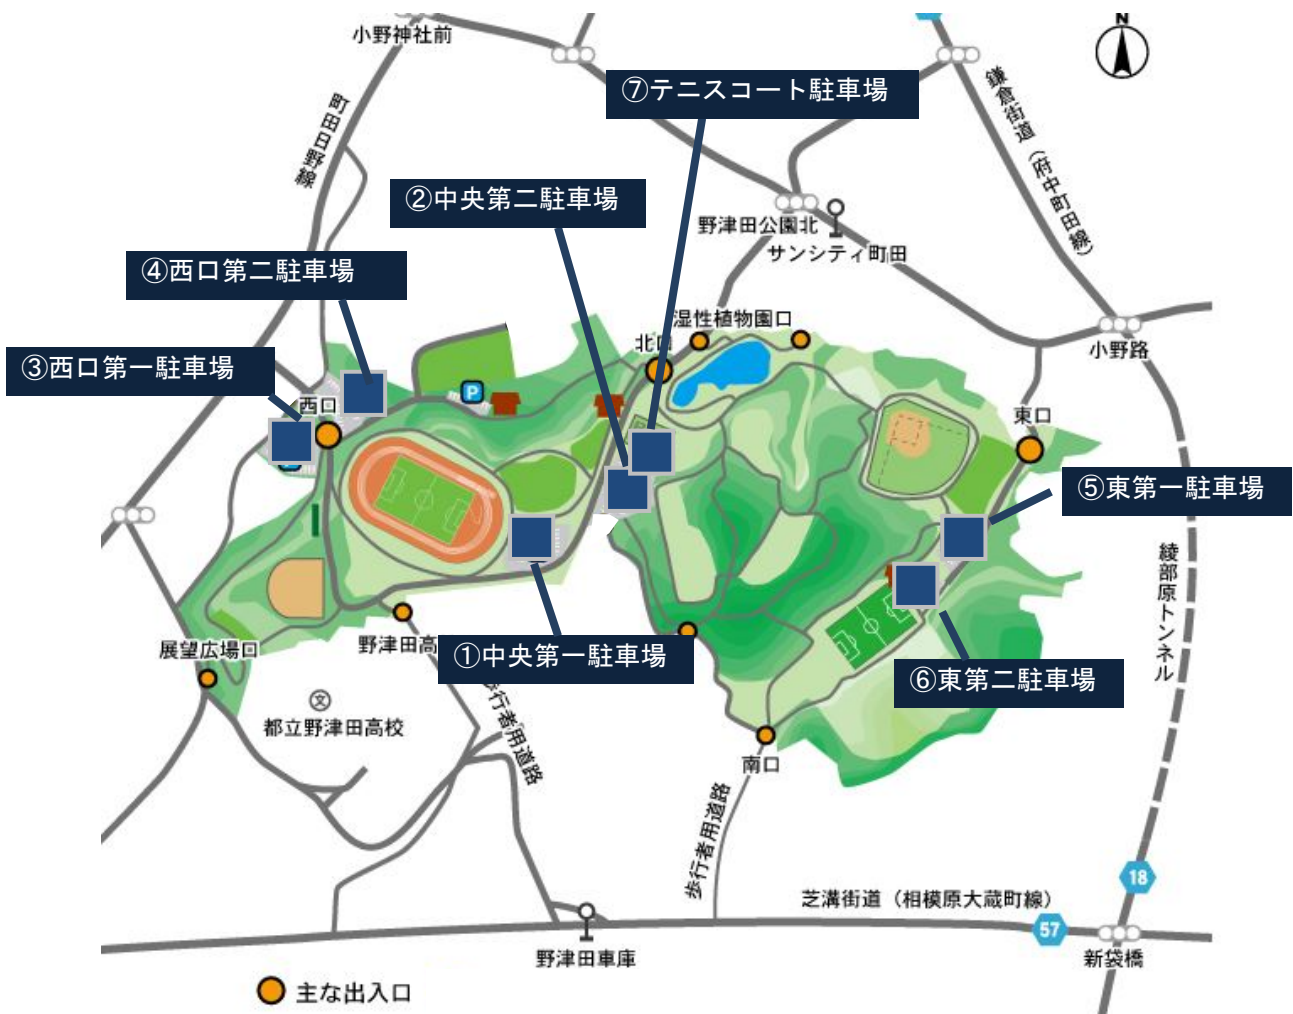 小野神社前
N
⑦テニスコート駐車場
町田日野線
鎌倉街道（府中町田線）
②中央第二駐車場
野津田公園北
サンシティ町田
④西口第二駐車場
湿性植物園口
北口
小野路
③西口第一駐車場
P
西口
東口
⑤東第一駐車場
綾部原トンネル
野津田高
展望広場口
①中央第一駐車場
⑥東第二駐車場
文
都立野津田高校
歩行者用道路
南口
歩行者用道路
18
芝溝街道（相模原大蔵町線）
57
野津田車庫
新袋橋
主な出入口